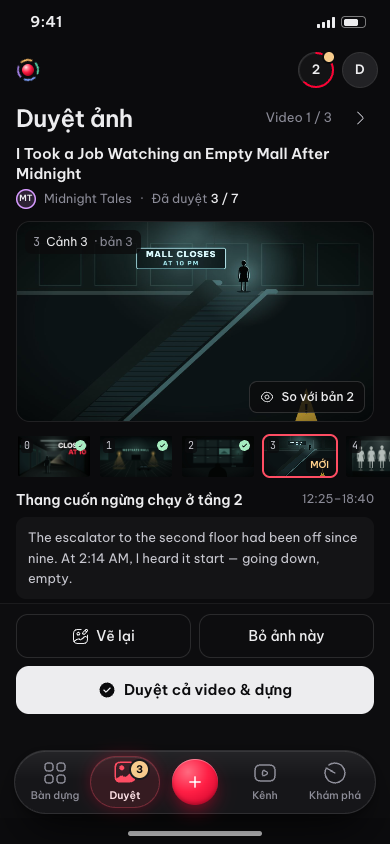 9:41
2
D
Duyệt ảnh
Video 1 / 3
I Took a Job Watching an Empty Mall After
Midnight
MT Midnight Tales · Đã duyệt 3 / 7
3 Cảnh 3 · bản 3
MALL CLOSES
AT 10 PM
So với bản 2
0 1 2 3 4
MỚI
Thang cuốn ngừng chạy ở tầng 2
12:25–18:40
The escalator to the second floor had been off since
nine. At 2:14 AM, I heard it start — going down,
empty.
Vẽ lại
Bỏ ảnh này
Duyệt cả video & dựng
3
Bàn dựng
Duyệt
Kênh
Khám phá